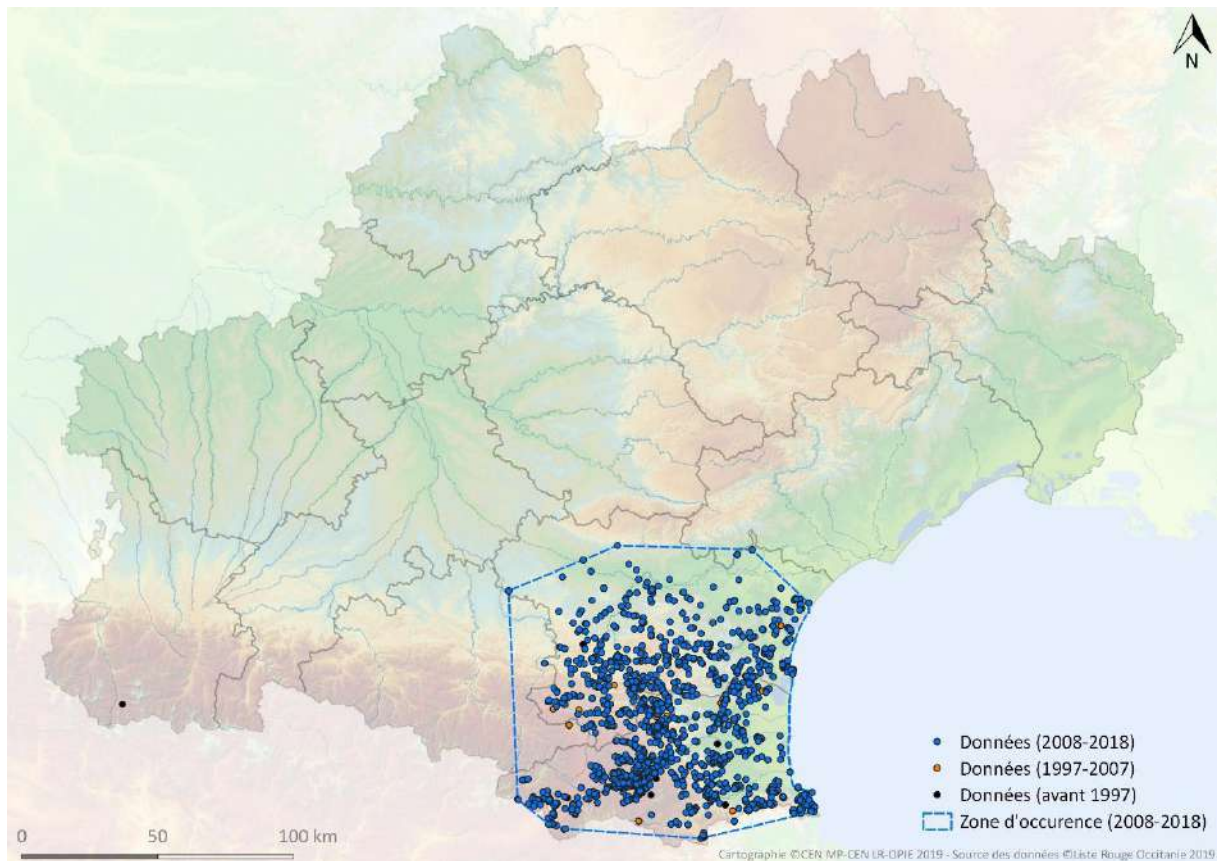 N
Données (2008-2018)
Données (1997-2007)
Données (avant 1997)
Zone d'occurence (2008-2018)
0 50 100 km
Cartographie ©CEN MP-CEN LR-OPIE 2019 - Source des données ©Liste Rouge Occitanie 2019